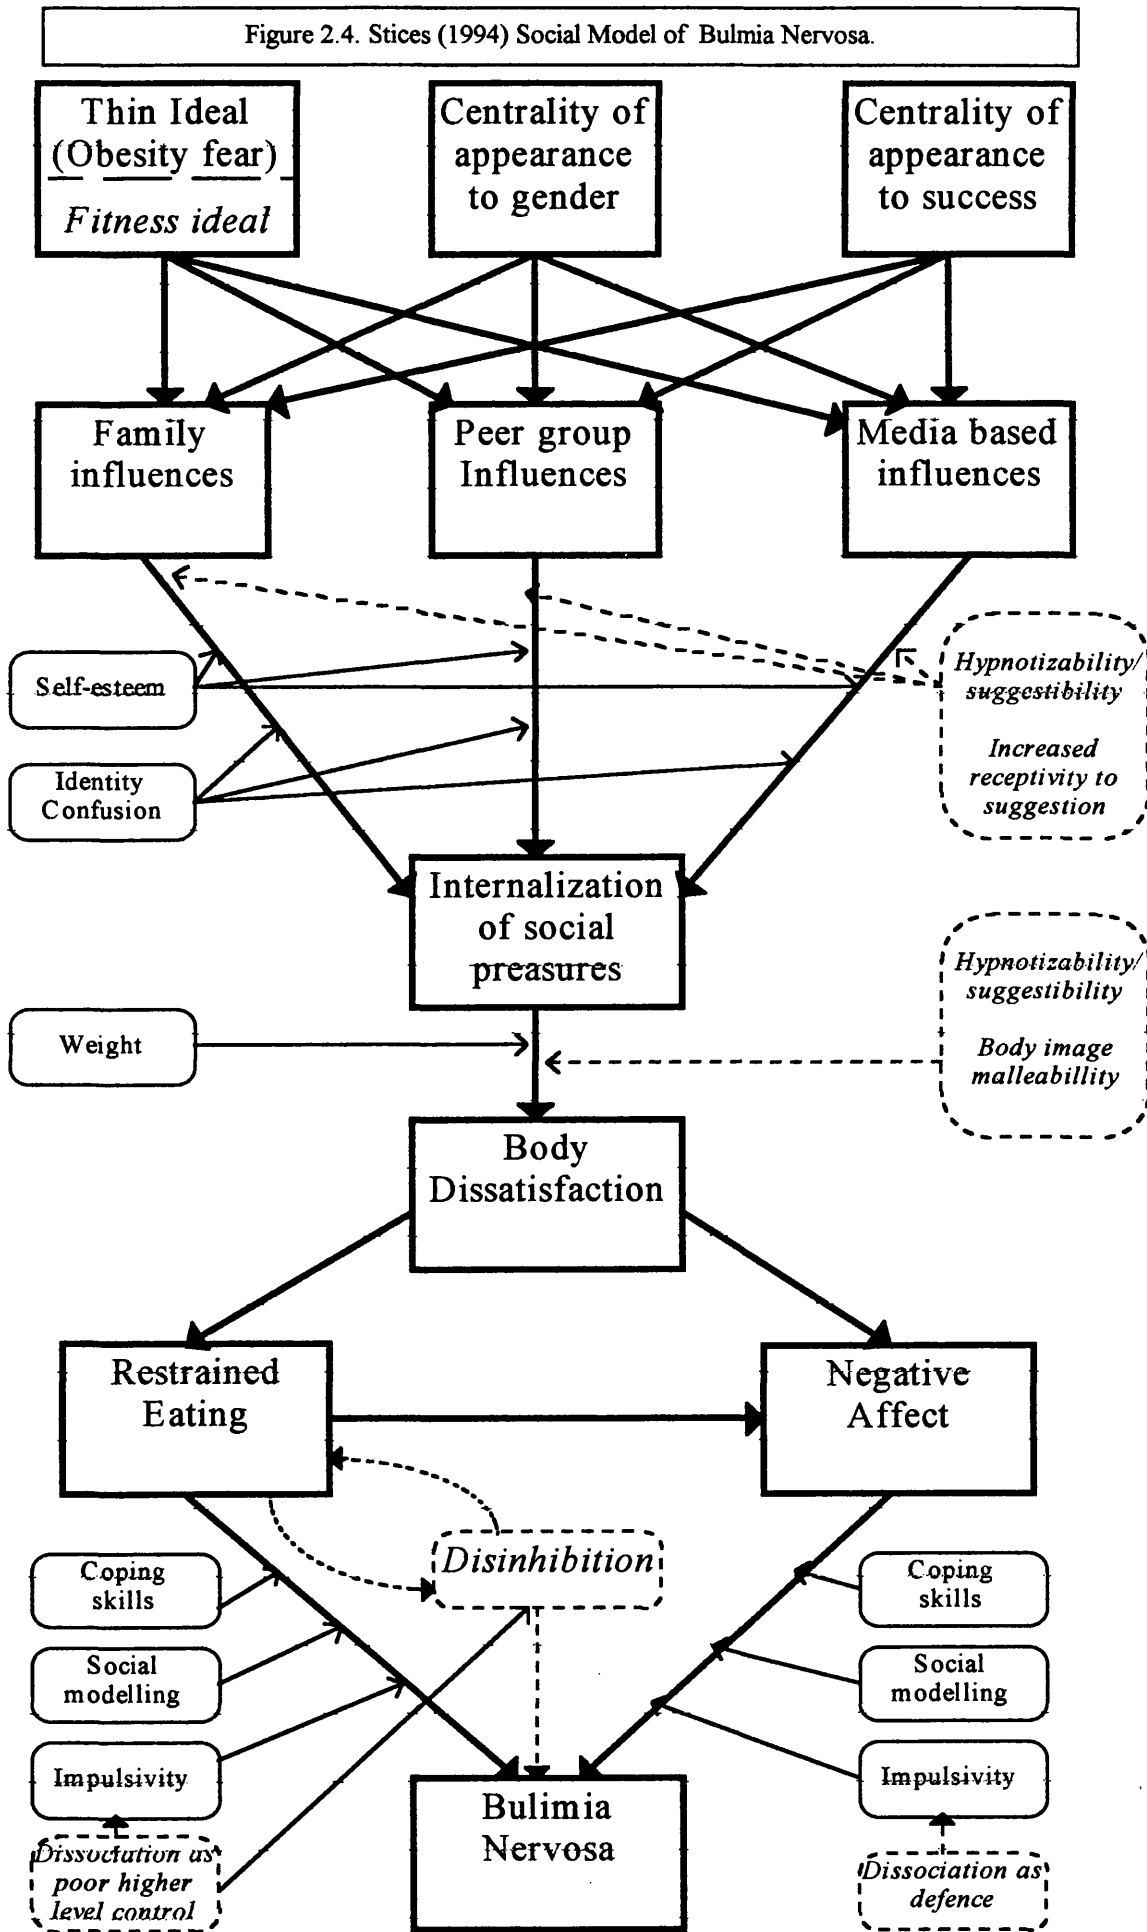 Figure 2.4. Stices (1994) Social Model of Bulmia Nervosa.
Thin Ideal
(Obesity fear)
Fitness ideal
Centrality of
appearance
to gender
Centrality of
appearance
to success
Family
influences
Peer group
Influences
Media based
influences
Self-esteem
Identity
Confusion
Hypnotizability/
suggestibility
Increased
receptivity to
suggestion
Internalization
of social
preasures
Hypnotizability/
suggestibility
Body image
malleabillity
Weight
Body
Dissatisfaction
Restrained
Eating
Negative
Affect
Disinhibition
Coping
skills
Social
modelling
Impulsivity
Dissociation as
poor higher
level control
Coping
skills
Social
modelling
Impulsivity
Dissociation as
defence
Bulimia
Nervosa